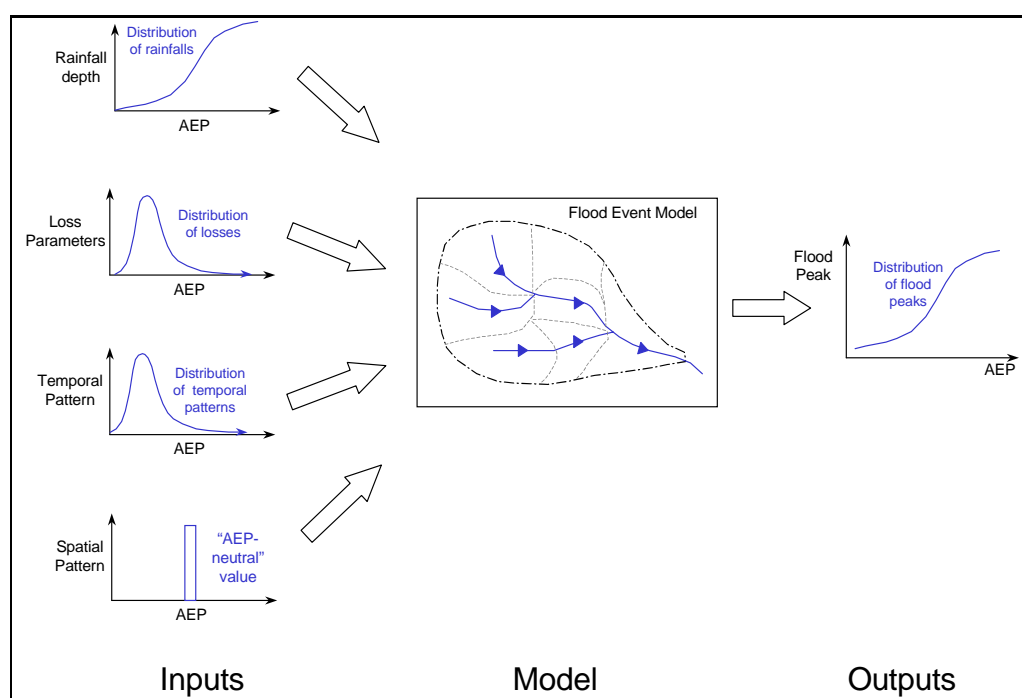 Rainfall
depth
Distribution
of rainfalls
AEP
Loss
Parameters
Distribution
of losses
AEP
Temporal
Pattern
Distribution
of temporal
patterns
AEP
Spatial
Pattern
“AEP-
neutral”
value
AEP
Flood Event Model
Flood
Peak
Distribution
of flood
peaks
AEP
Inputs
Model
Outputs